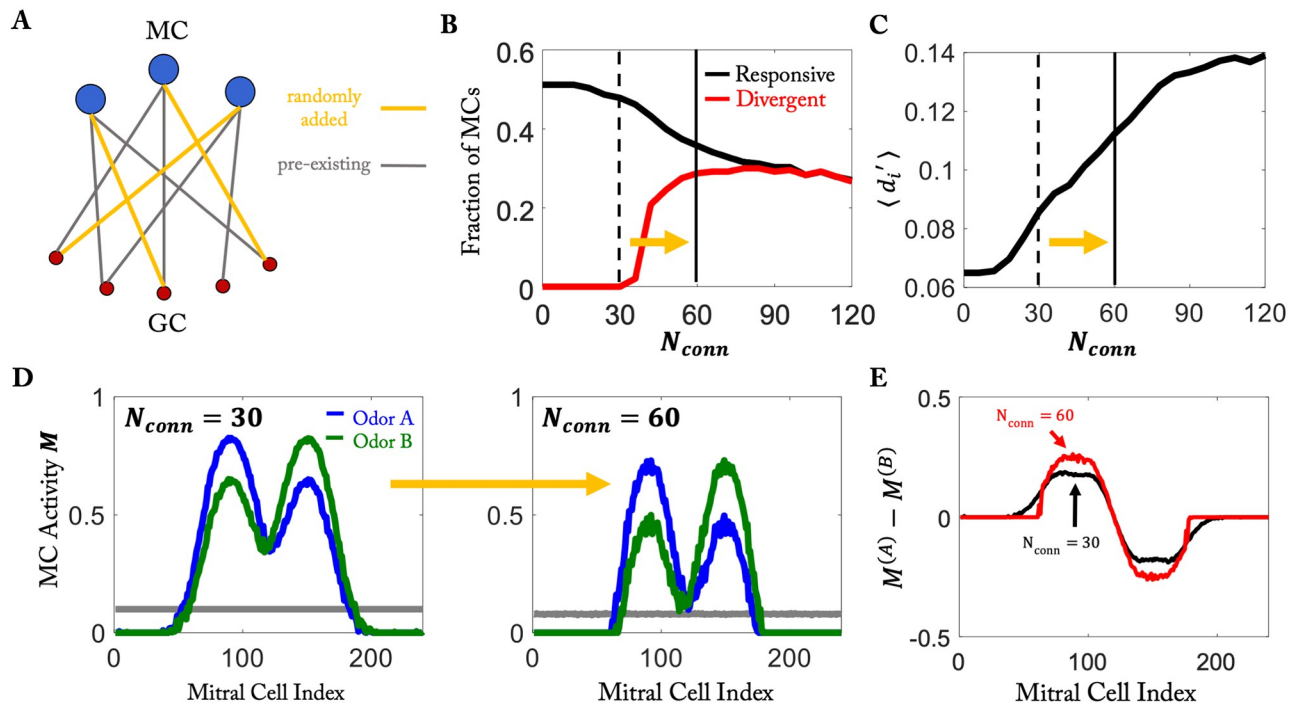 A
MC
randomly
added
pre-existing
GC
B
Fraction of MCs
0.6
0.4
0.2
0
Responsive
Divergent
0 30 60 90 120
N_conn
C
⟨ d_i' ⟩
0.14
0.12
0.1
0.08
0.06
0 30 60 90 120
N_conn
D
MC Activity M
1
0.5
0
N_conn = 30
Odor A
Odor B
0 100 200
Mitral Cell Index
1
0.5
0
N_conn = 60
0 100 200
Mitral Cell Index
E
M^(A) − M^(B)
0.5
0
-0.5
N_conn = 60
N_conn = 30
0 100 200
Mitral Cell Index